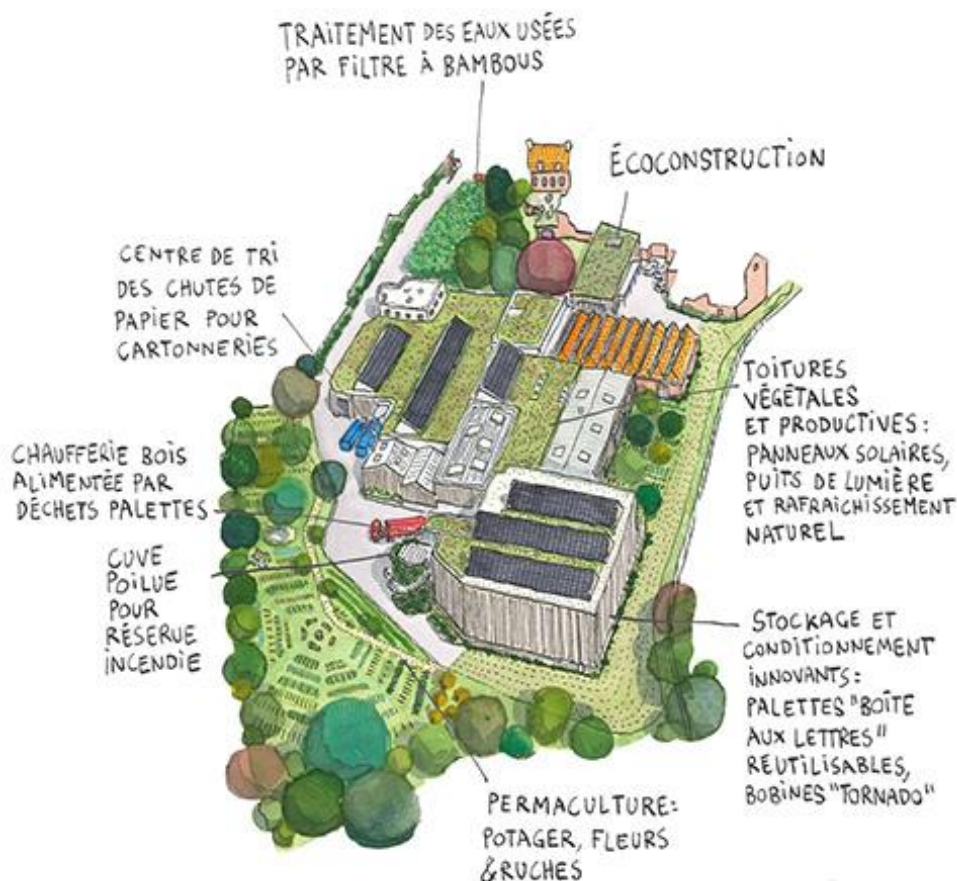 TRAITEMENT DES EAUX USÉES
PAR FILTRE À BAMBOUS
ÉCOCONSTRUCTION
CENTRE DE TRI
DES CHUTES DE
PAPIER POUR
CARTONNERIES
TOITURES
VÉGÉTALES
ET PRODUCTIVES :
PANNEAUX SOLAIRES,
PUITS DE LUMIÈRE
ET RAFRAICHISSEMENT
NATUREL
CHAUFFERIE BOIS
ALIMENTÉE PAR
DÉCHETS PALETTES
CUVE
POILUE
POUR
RÉSERVE
INCENDIE
STOCKAGE ET
CONDITIONNEMENT
INNOVANTS :
PALETTES "BOÎTE
AUX LETTRES"
RÉUTILISABLES,
BOBINES "TORNADO"
PERMACULTURE :
POTAGER, FLEURS
& RUCHES